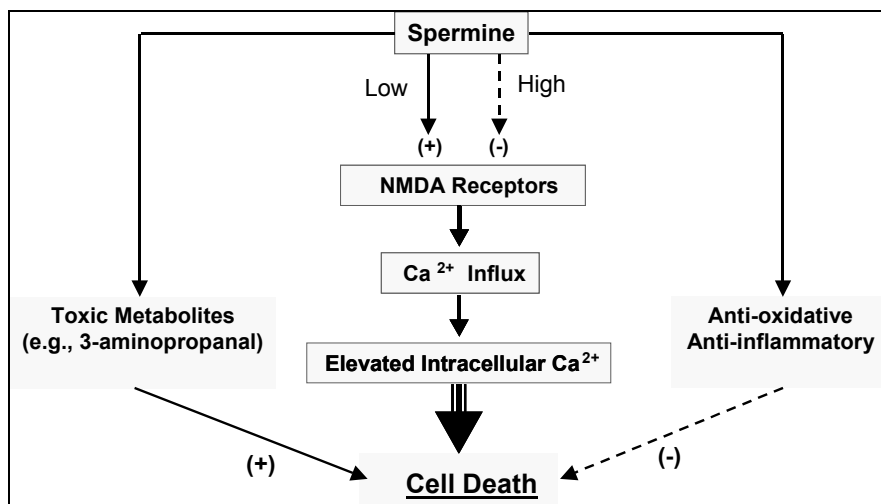 Spermine
Low
High
(+)
(-)
NMDA Receptors
Ca 2+ Influx
Toxic Metabolites
(e.g., 3-aminopropanal)
Anti-oxidative
Anti-inflammatory
Elevated Intracellular Ca2+
(+)
(-)
Cell Death